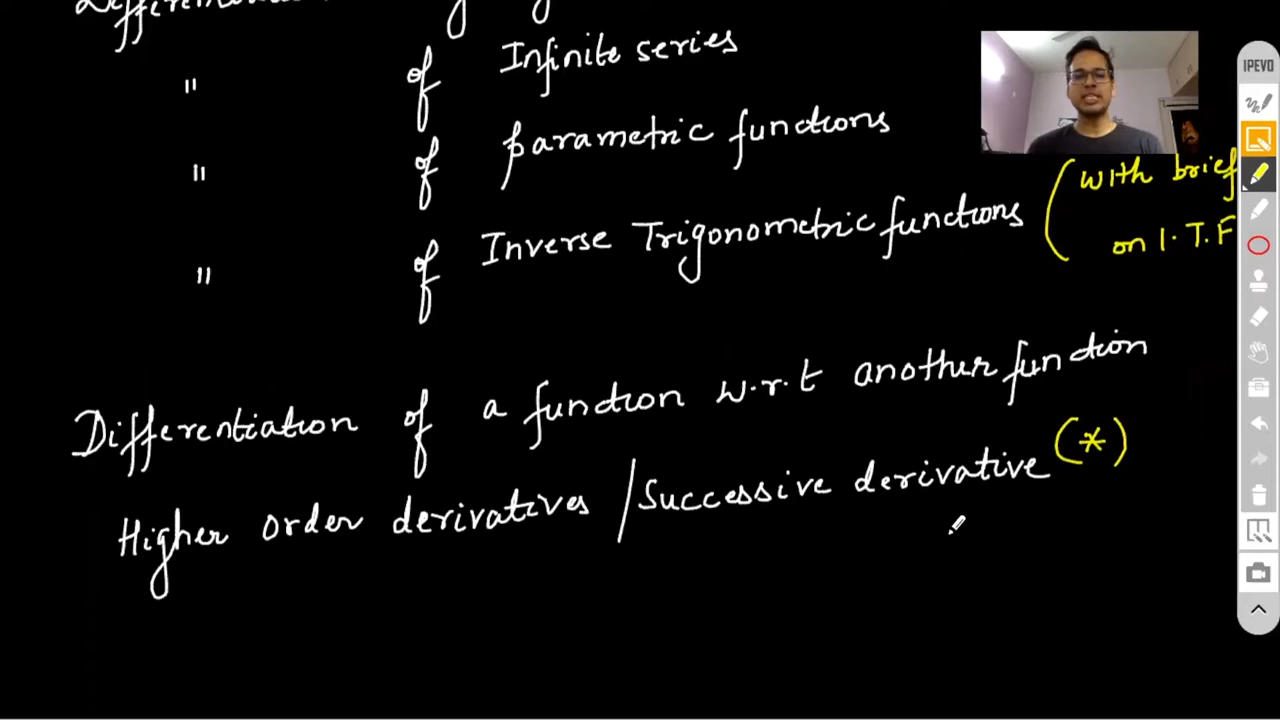 " of Infinite series
" of parametric functions
" of Inverse Trigonometric functions (with brief
on I.T.F
Differentiation of a function w.r.t another function
Higher order derivatives / Successive derivative (*)
IPEVO